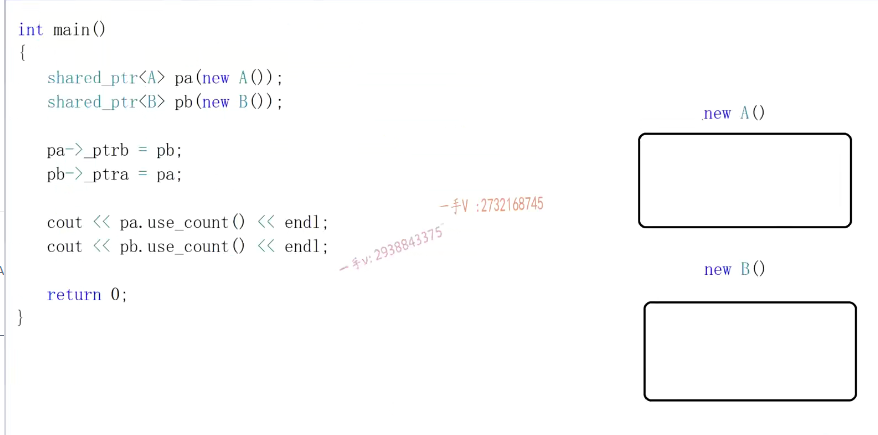 int main()
{
shared_ptr<A> pa(new A());
shared_ptr<B> pb(new B());
pa->_ptrb = pb;
pb->_ptra = pa;
cout << pa.use_count() << endl;
cout << pb.use_count() << endl;
return 0;
}
一手V :2732168745
一手v:2938843375
new A()
new B()